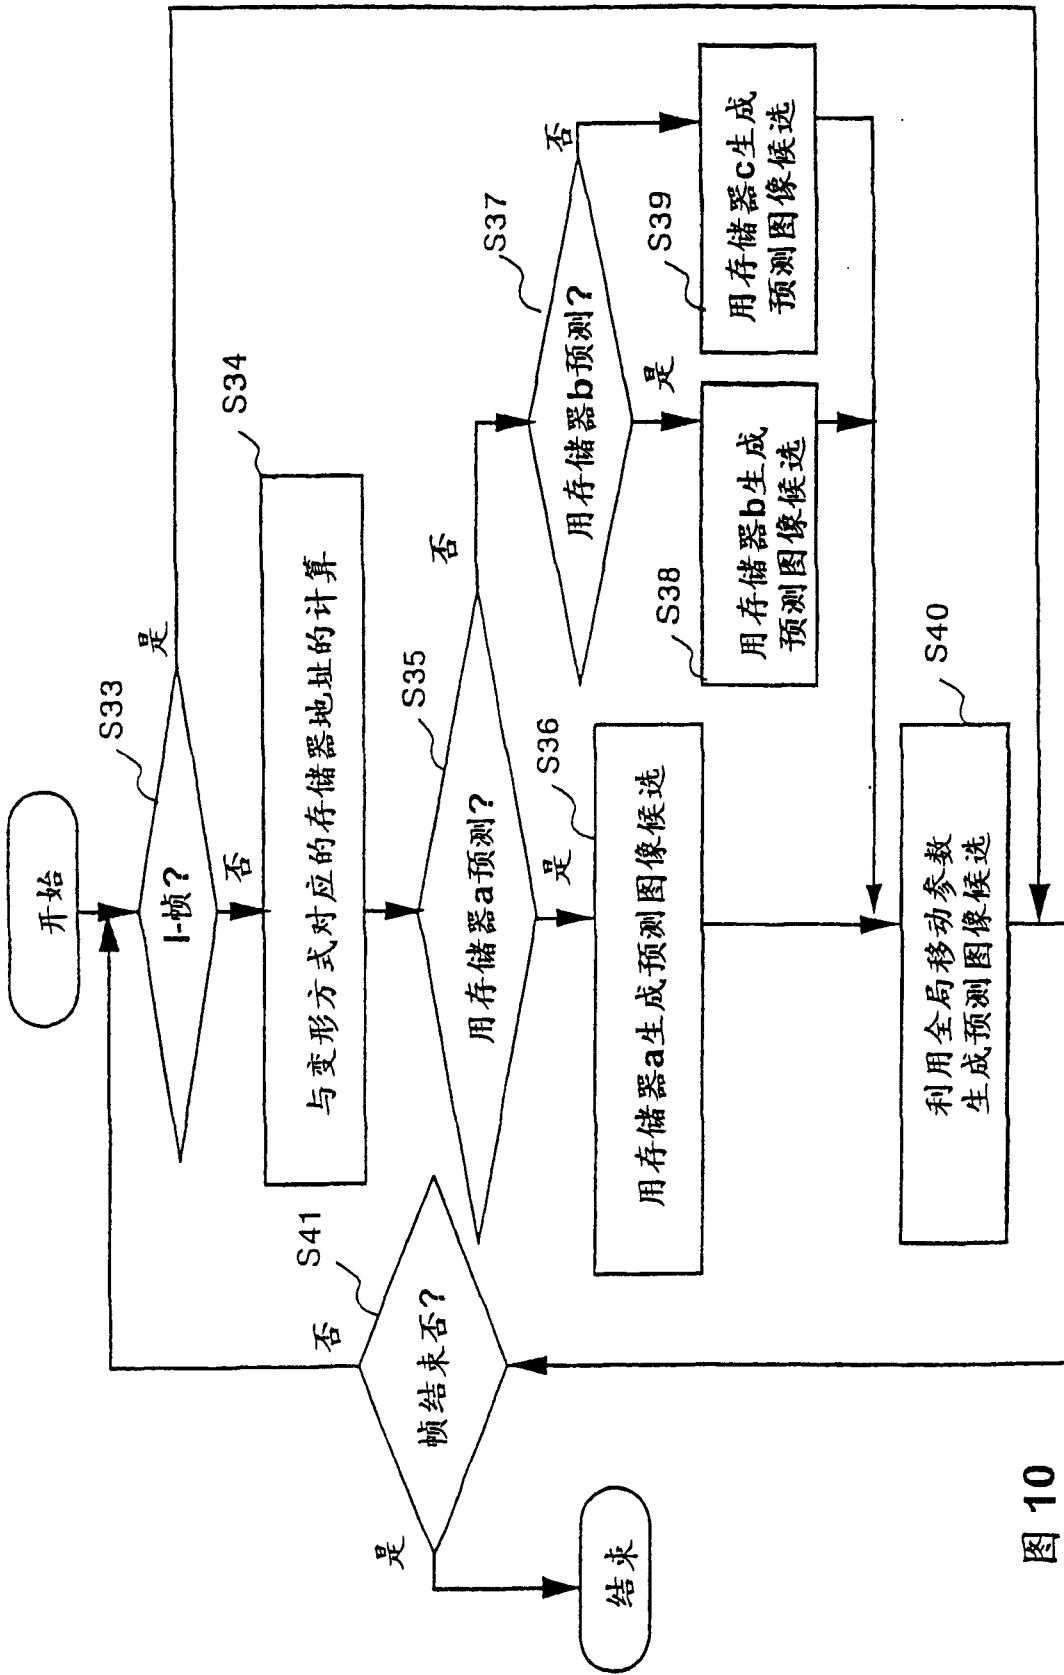 开始
S33
I-帧?
是
否
S34
与变形方式对应的存储器地址的计算
S35
用存储器a预测?
否
是
S36
用存储器a生成预测图像候选
S37
用存储器b预测?
否
是
S38
用存储器b生成
预测图像候选
S39
用存储器c生成
预测图像候选
S40
利用全局移动参数
生成预测图像候选
S41
帧结束否?
否
是
结束
图 10